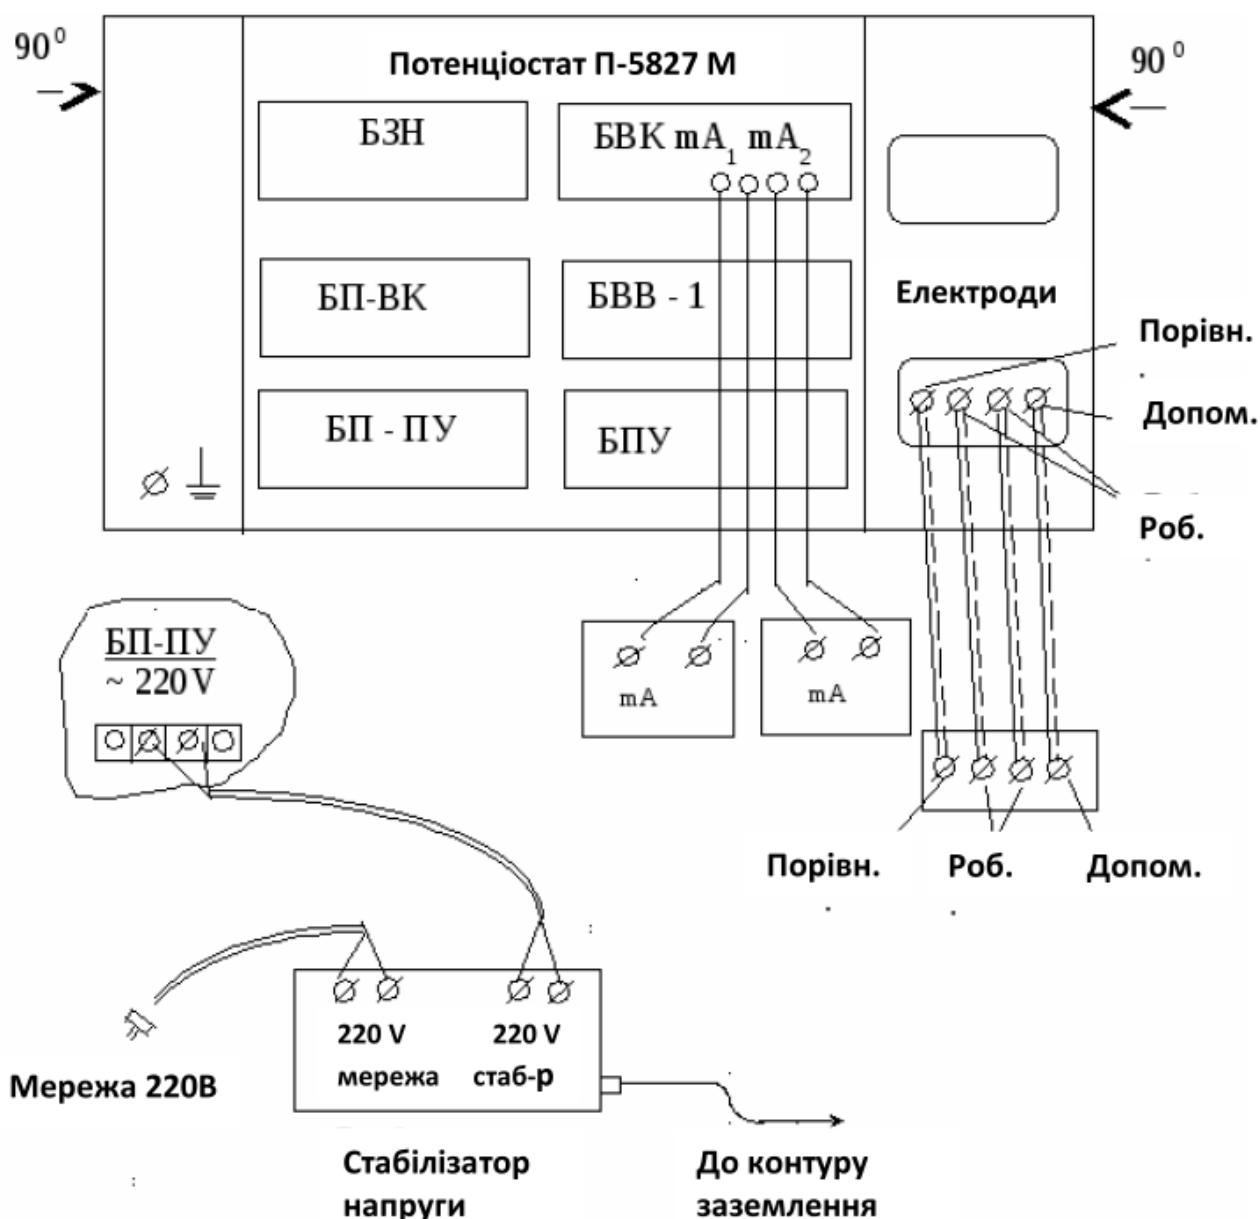 90⁰
Потенціостат П-5827 М
90⁰
БЗН
БВК mA₁ mA₂
БП-ВК
БВВ - 1
Електроди
Порівн.
БП - ПУ
БПУ
Допом.
Роб.
БП-ПУ
~ 220V
mA
mA
Порівн.
Роб.
Допом.
220 V
220 V
мережа
стаб-р
Мережа 220В
Стабілізатор
напруги
До контуру
заземлення